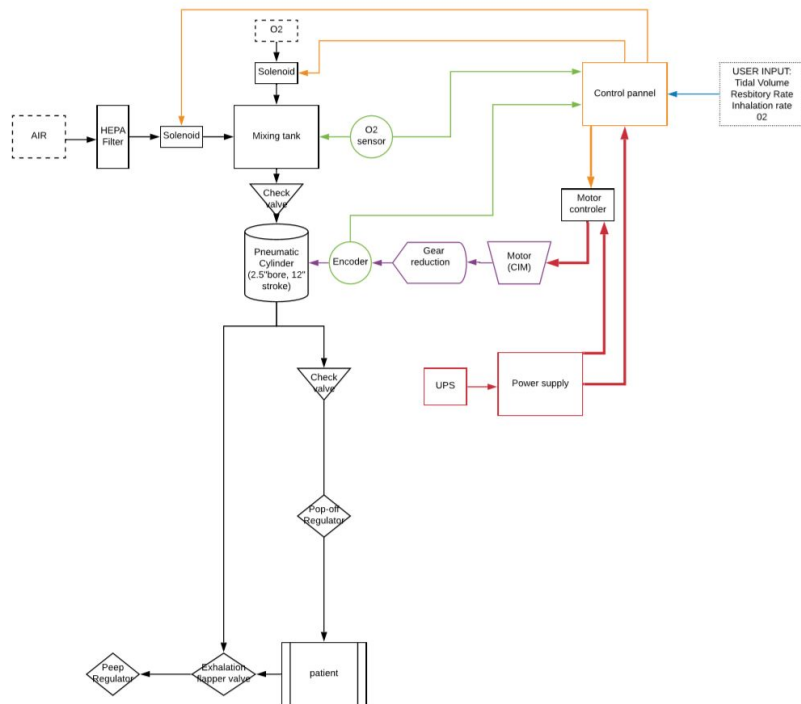 O2
Solenoid
AIR
HEPA
Filter
Solenoid
Mixing tank
O2
sensor
Control pannel
USER INPUT:
Tidal Volume
Resbitory Rate
Inhalation rate
02
Check
valve
Motor
controler
Pneumatic
Cylinder
(2.5"bore, 12"
stroke)
Encoder
Gear
reduction
Motor
(CIM)
Check
valve
UPS
Power supply
Pop-off
Regulator
Peep
Regulator
Exhalation
flapper valve
patient